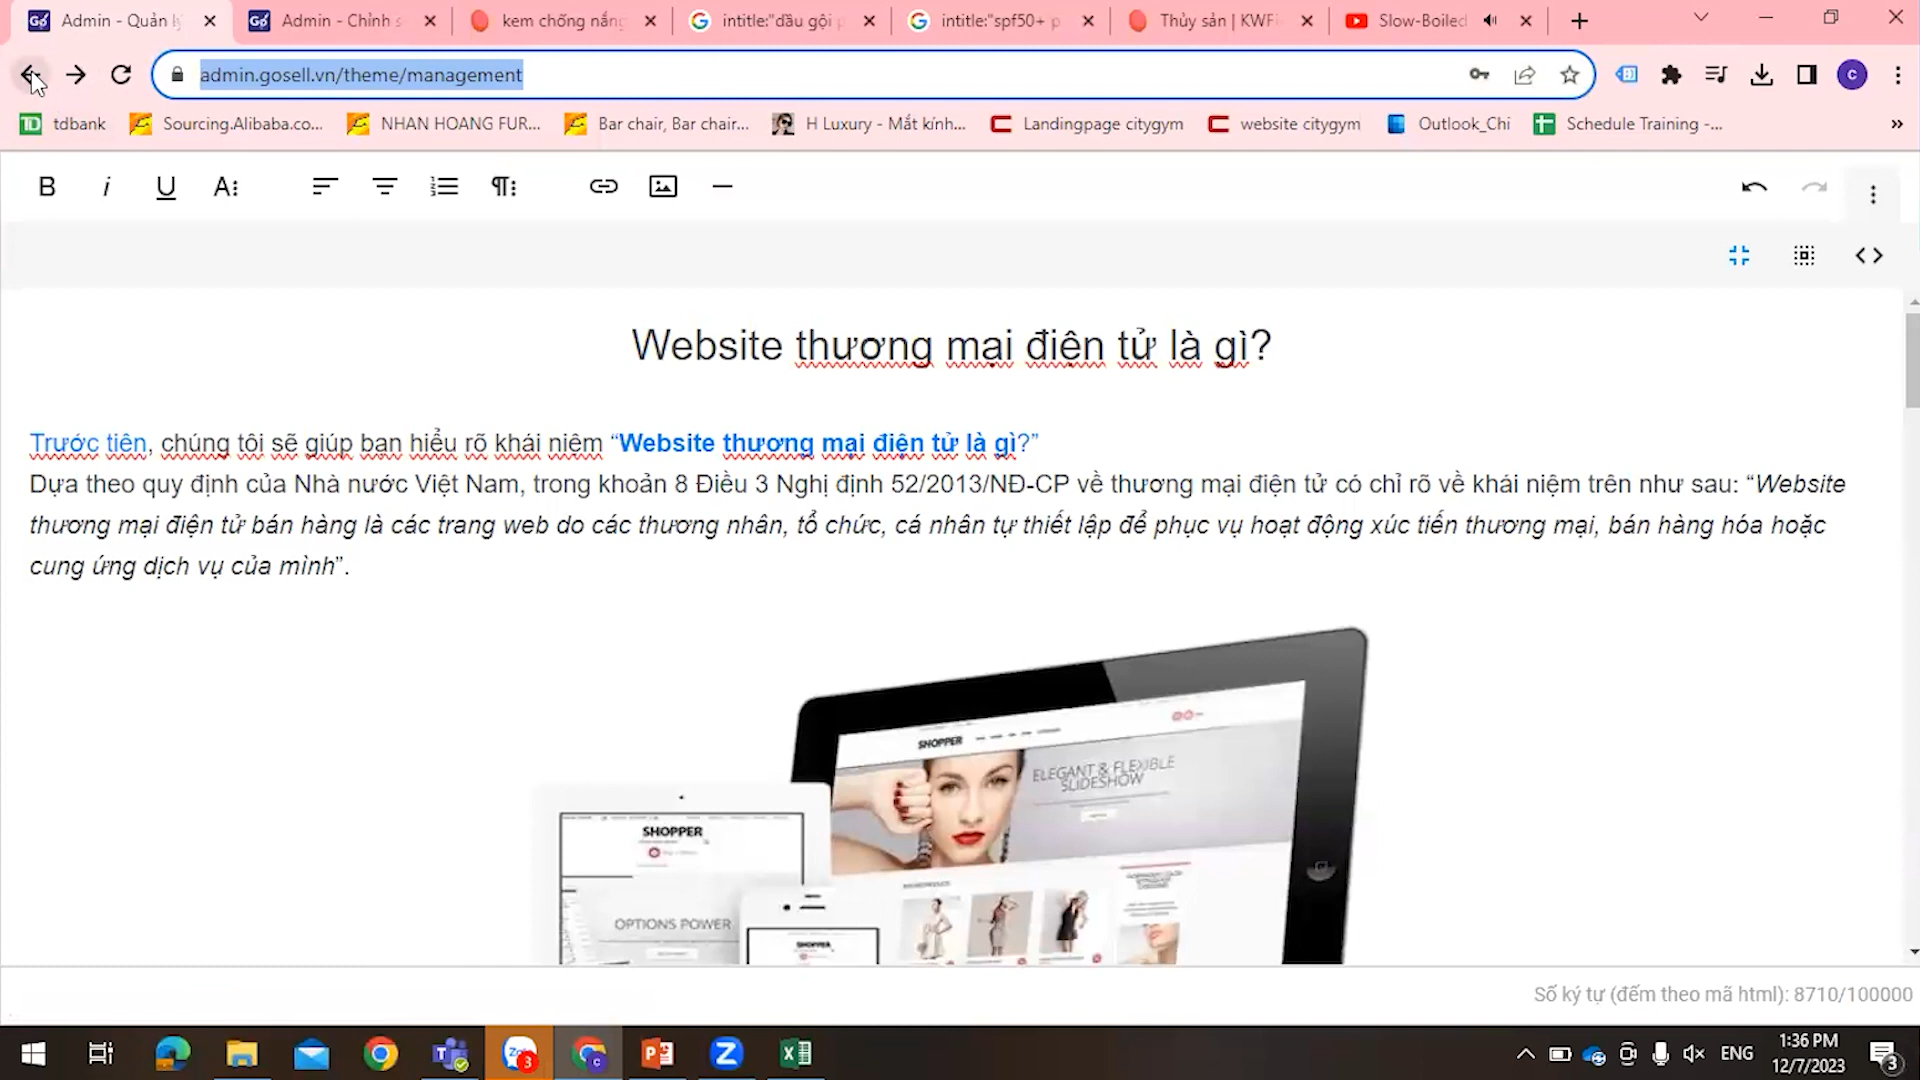 Admin - Quản lý
Admin - Chỉnh s
kem chống nắng
intitle:"dầu gội p
intitle:"spf50+ p
Thủy sản | KWFi
Slow-Boiled
admin.gosell.vn/theme/management
tdbank
Sourcing.Alibaba.co...
NHAN HOANG FUR...
Bar chair, Bar chair...
H Luxury - Mắt kính...
Landingpage citygym
website citygym
Outlook_Chi
Schedule Training -...
Website thương mại điện tử là gì?
Trước tiên, chúng tôi sẽ giúp bạn hiểu rõ khái niệm “Website thương mại điện tử là gì?”
Dựa theo quy định của Nhà nước Việt Nam, trong khoản 8 Điều 3 Nghị định 52/2013/NĐ-CP về thương mại điện tử có chỉ rõ về khái niệm trên như sau: “Website
thương mại điện tử bán hàng là các trang web do các thương nhân, tổ chức, cá nhân tự thiết lập để phục vụ hoạt động xúc tiến thương mại, bán hàng hóa hoặc
cung ứng dịch vụ của mình”.
SHOPPER
ELEGANT & FLEXIBLE
SLIDESHOW
SHOPPER
OPTIONS POWER
SHOPPER
Số ký tự (đếm theo mã html): 8710/100000
ENG
1:36 PM
12/7/2023
3